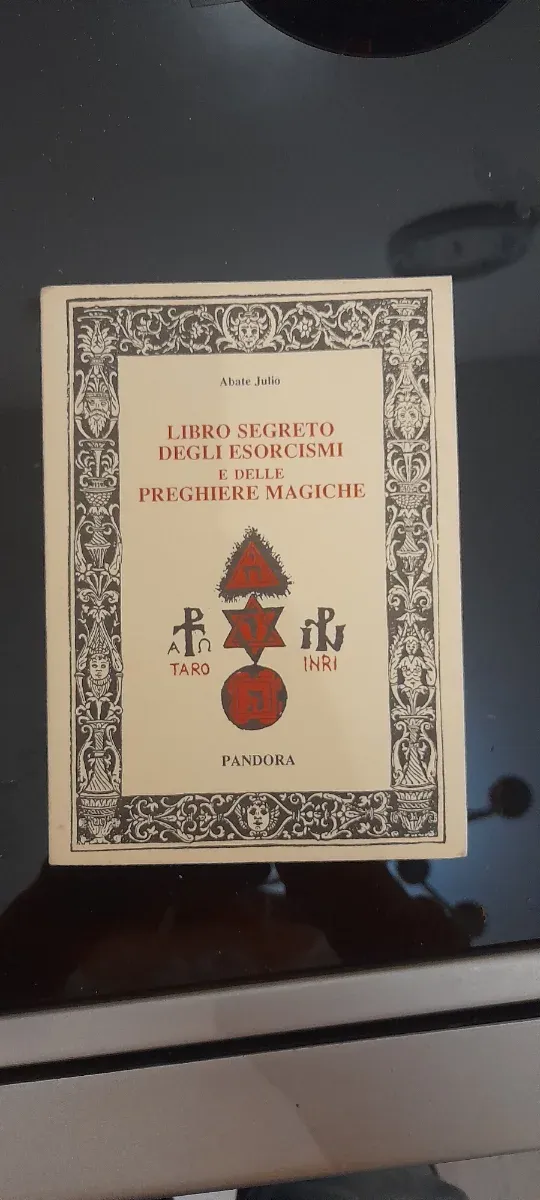 Abate Julio
LIBRO SEGRETO
DEGLI ESORCISMI
E DELLE
PREGHIERE MAGICHE
Α Ω
TARO
INRI
PANDORA